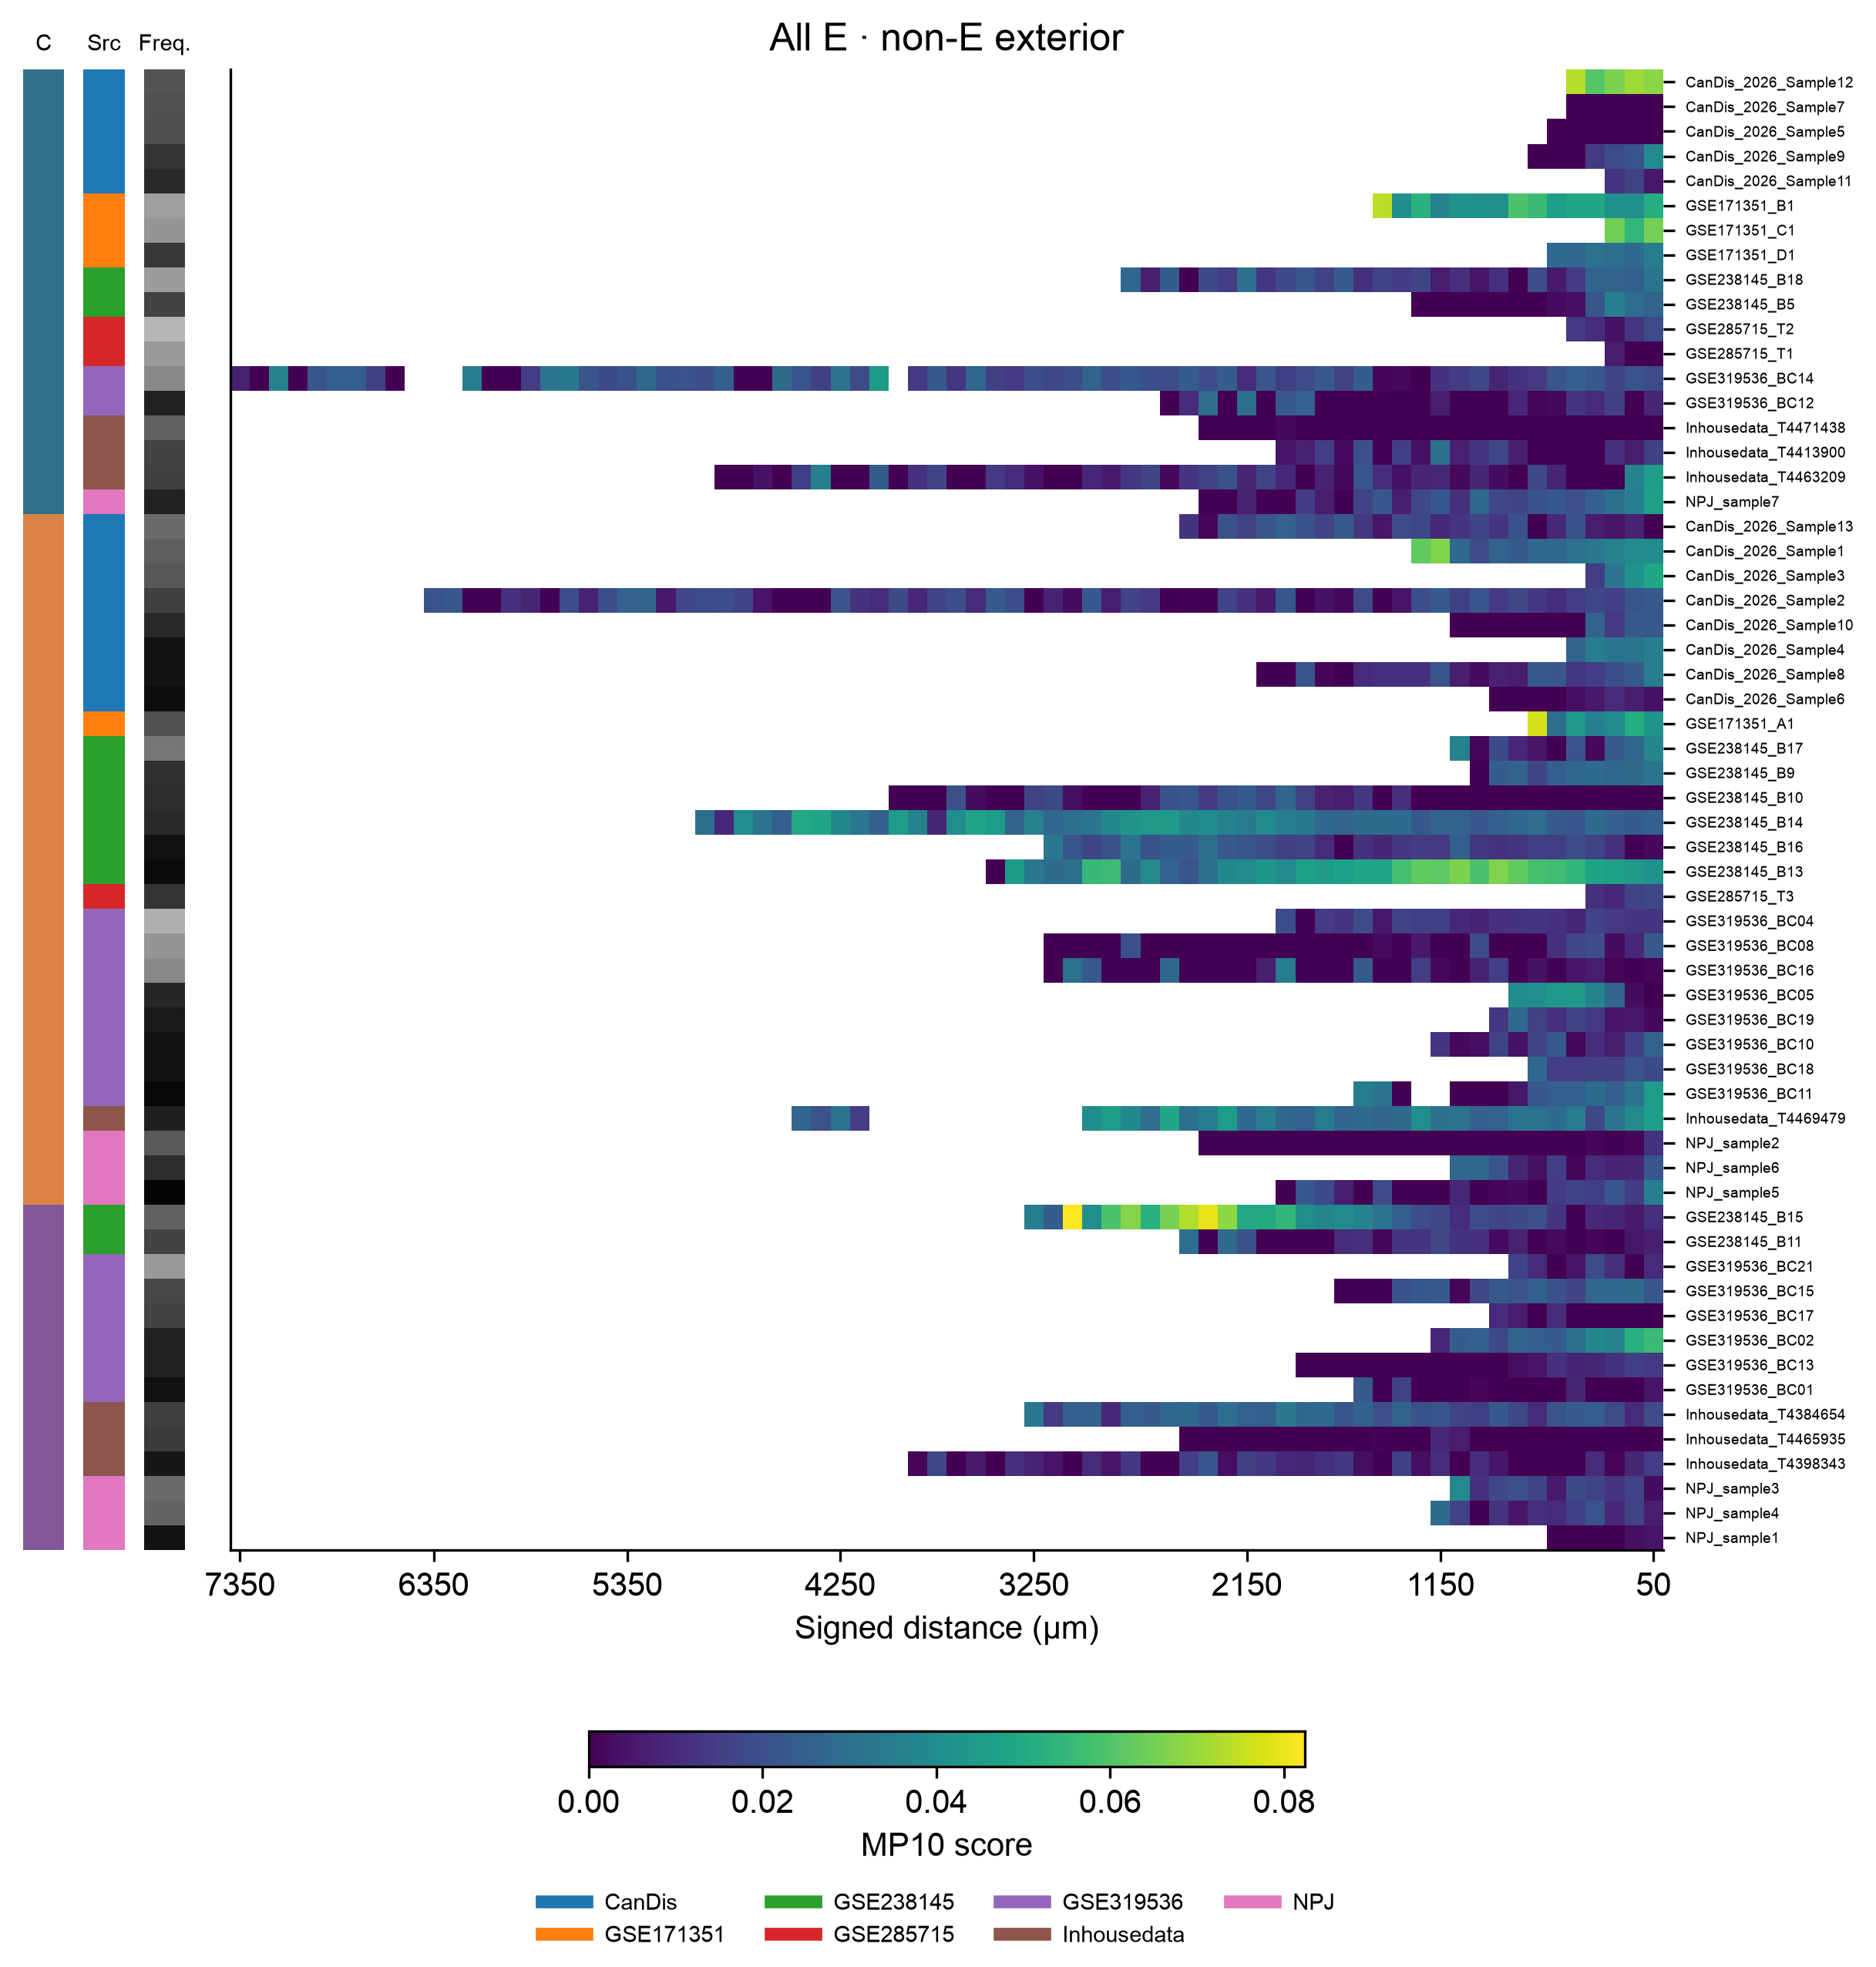 All E · non-E exterior
C Src Freq.
CanDis_2026_Sample12
CanDis_2026_Sample7
CanDis_2026_Sample5
CanDis_2026_Sample9
CanDis_2026_Sample11
GSE171351_B1
GSE171351_C1
GSE171351_D1
GSE238145_B18
GSE238145_B5
GSE285715_T2
GSE285715_T1
GSE319536_BC14
GSE319536_BC12
Inhousedata_T4471438
Inhousedata_T4413900
Inhousedata_T4463209
NPJ_sample7
CanDis_2026_Sample13
CanDis_2026_Sample1
CanDis_2026_Sample3
CanDis_2026_Sample2
CanDis_2026_Sample10
CanDis_2026_Sample4
CanDis_2026_Sample8
CanDis_2026_Sample6
GSE171351_A1
GSE238145_B17
GSE238145_B9
GSE238145_B10
GSE238145_B14
GSE238145_B16
GSE238145_B13
GSE285715_T3
GSE319536_BC04
GSE319536_BC08
GSE319536_BC16
GSE319536_BC05
GSE319536_BC19
GSE319536_BC10
GSE319536_BC18
GSE319536_BC11
Inhousedata_T4469479
NPJ_sample2
NPJ_sample6
NPJ_sample5
GSE238145_B15
GSE238145_B11
GSE319536_BC21
GSE319536_BC15
GSE319536_BC17
GSE319536_BC02
GSE319536_BC13
GSE319536_BC01
Inhousedata_T4384654
Inhousedata_T4465935
Inhousedata_T4398343
NPJ_sample3
NPJ_sample4
NPJ_sample1
7350 6350 5350 4250 3250 2150 1150 50
Signed distance (µm)
0.00 0.02 0.04 0.06 0.08
MP10 score
CanDis GSE238145 GSE319536 NPJ
GSE171351 GSE285715 Inhousedata